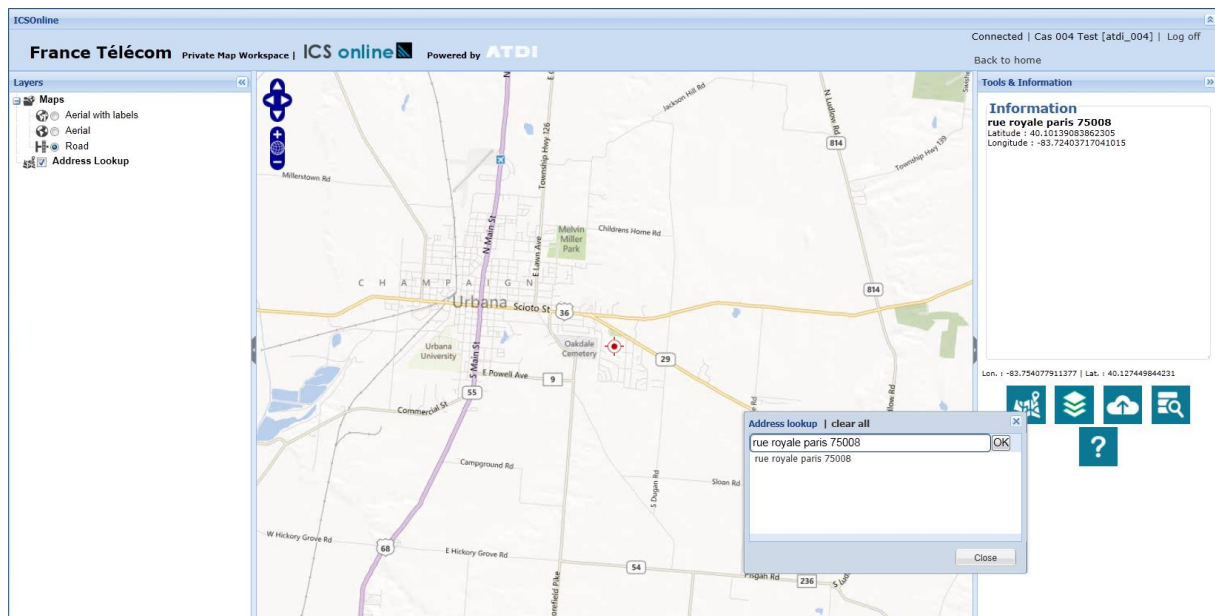 ICSOnline
France Télécom Private Map Workspace | ICS online Powered by ATDI
Connected | Cas 004 Test [atdi_004] | Log off
Back to home
Layers
Maps
Aerial with labels
Aerial
Road
Address Lookup
Jackson Hill Rd
N Ludlow Rd
814
Township Hwy 126
Township Hwy 139
Millerstown Rd
N Main St
E Lawn Ave
Melvin
Miller
Park
Childrens Home Rd
CHAMPAIGN
814
Urbana
Scioto St
36
Urbana
University
Oakdale
Cemetery
29
S Main St
E Powell Ave
9
55
Commercial St
Campground Rd
S Dugan Rd
Sloan Rd
W Hickory Grove Rd
68
E Hickory Grove Rd
54
Pisgah Rd
236
Address lookup | clear all
rue royale paris 75008
OK
rue royale paris 75008
Close
Tools & Information
Information
rue royale paris 75008
Latitude : 40.10139083862305
Longitude : -83.72403717041015
Lon. : -83.754077911377 | Lat. : 40.127449844231
?